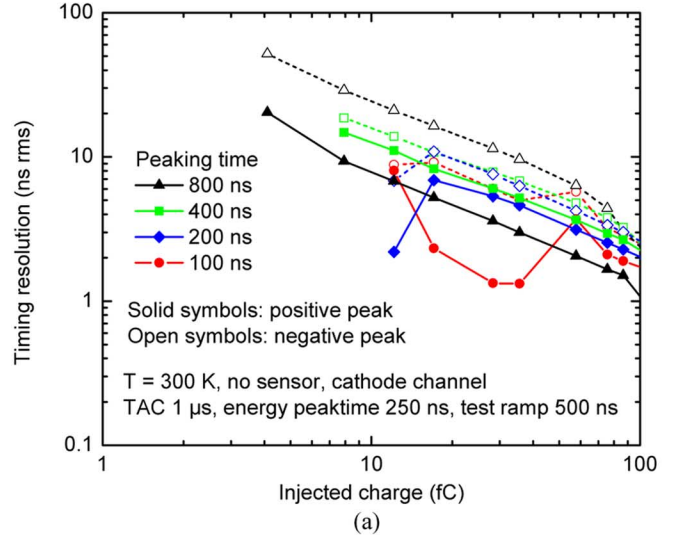 100
10
1
0.1
Timing resolution (ns rms)
Peaking time
800 ns
400 ns
200 ns
100 ns
Solid symbols: positive peak
Open symbols: negative peak
T = 300 K, no sensor, cathode channel
TAC 1 µs, energy peaktime 250 ns, test ramp 500 ns
1
10
100
Injected charge (fC)
(a)